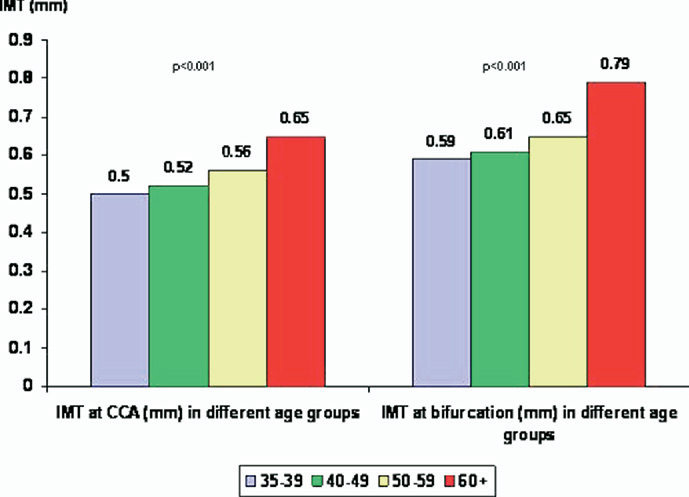 IMT (mm)
0.9
0.8
0.7
0.6
0.5
0.4
0.3
0.2
0.1
0
p<0.001
0.5
0.52
0.56
0.65
p<0.001
0.59
0.61
0.65
0.79
IMT at CCA (mm) in different age groups
IMT at bifurcation (mm) in different age
groups
35-39 40-49 50-59 60+